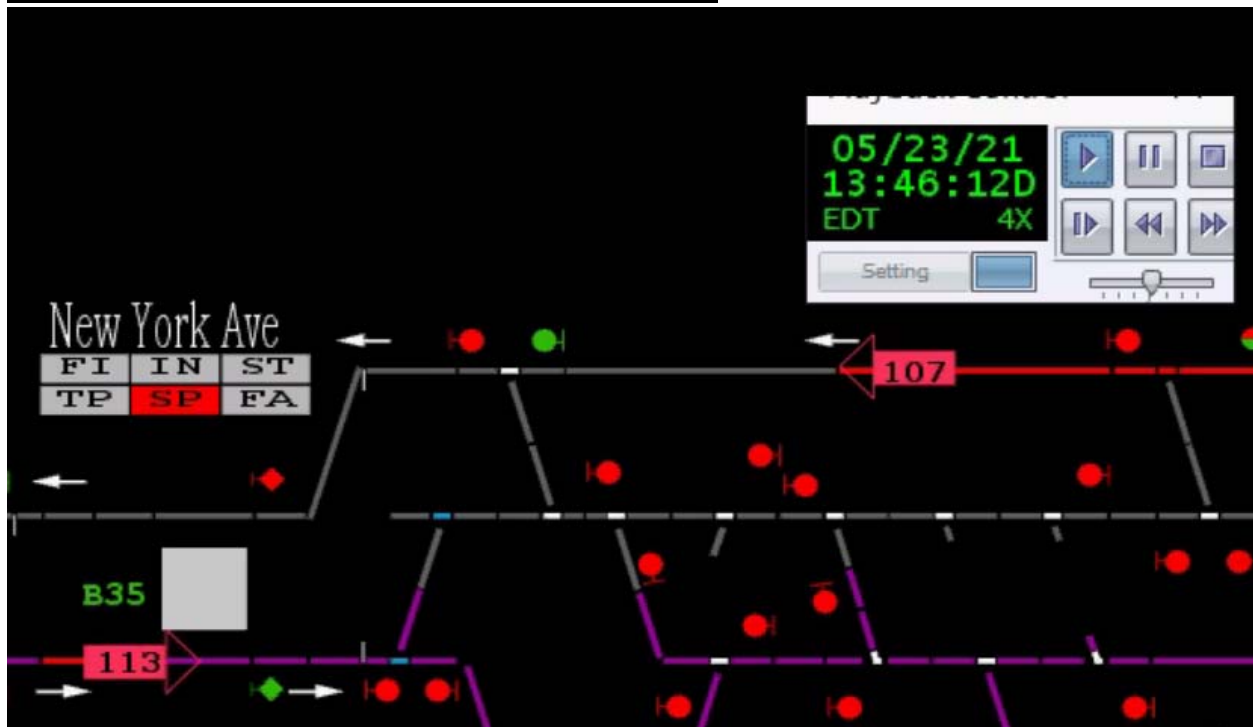 05/23/21
13:46:12D
EDT 4X
Setting
New York Ave
FI IN ST
TP SP FA
107
B35
113